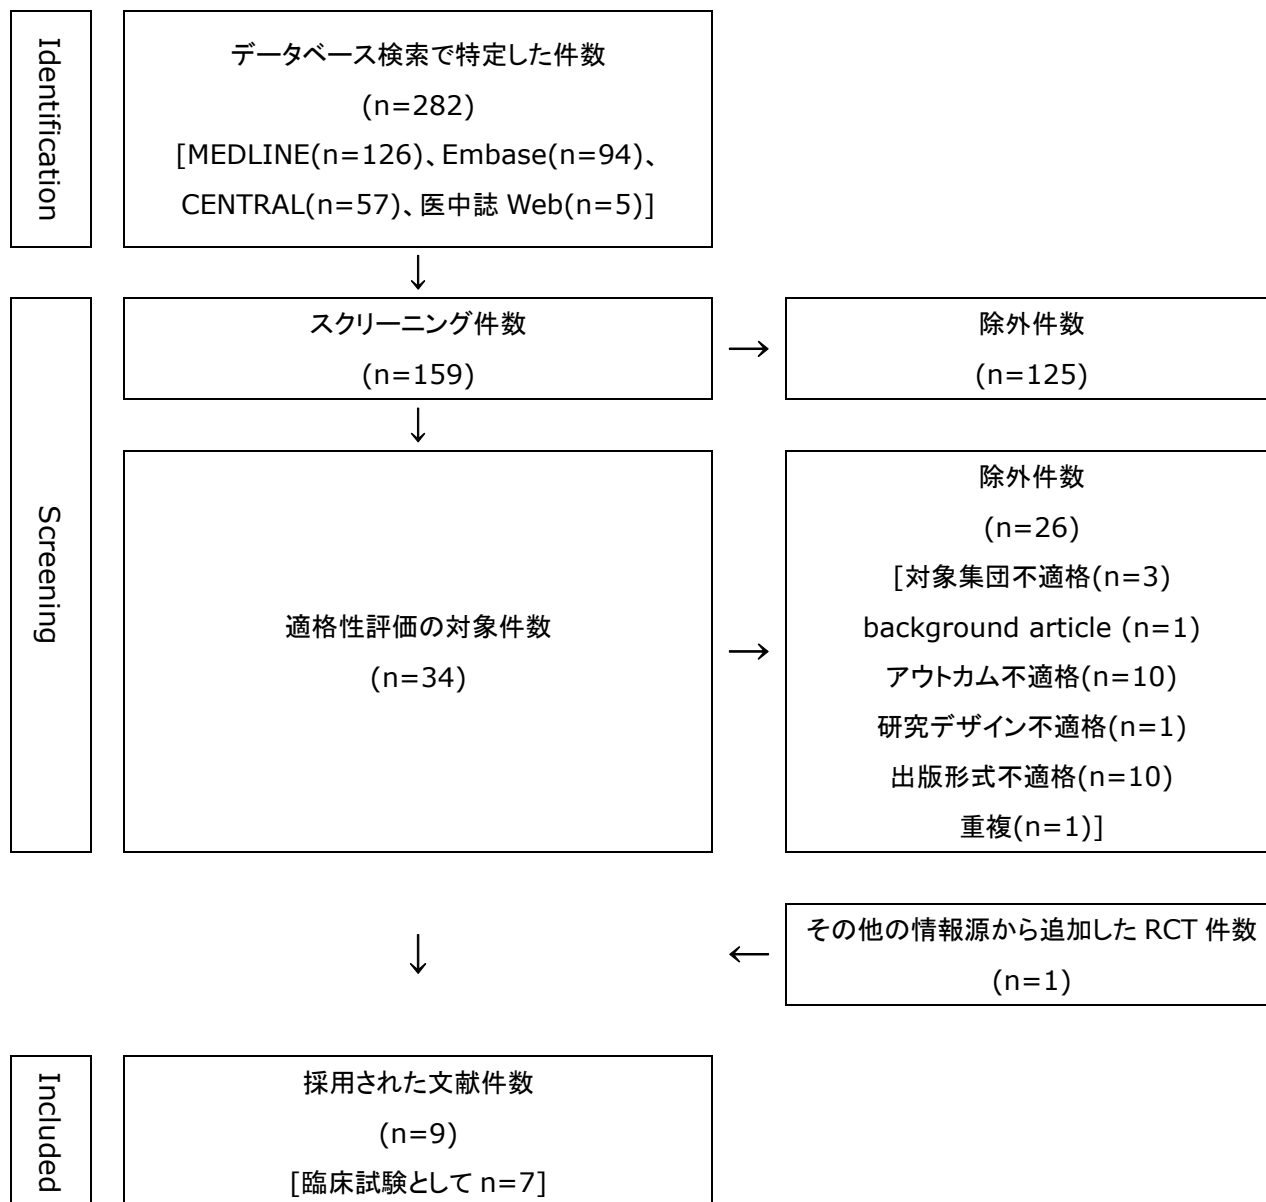 Identification
データベース検索で特定した件数
(n=282)
[MEDLINE(n=126)、Embase(n=94)、
CENTRAL(n=57)、医中誌 Web(n=5)]
↓
Screening
スクリーニング件数
(n=159)
→
除外件数
(n=125)
↓
適格性評価の対象件数
(n=34)
→
除外件数
(n=26)
[対象集団不適格(n=3)
background article (n=1)
アウトカム不適格(n=10)
研究デザイン不適格(n=1)
出版形式不適格(n=10)
重複(n=1)]
↓
←
その他の情報源から追加した RCT 件数
(n=1)
Included
採用された文献件数
(n=9)
[臨床試験として n=7]